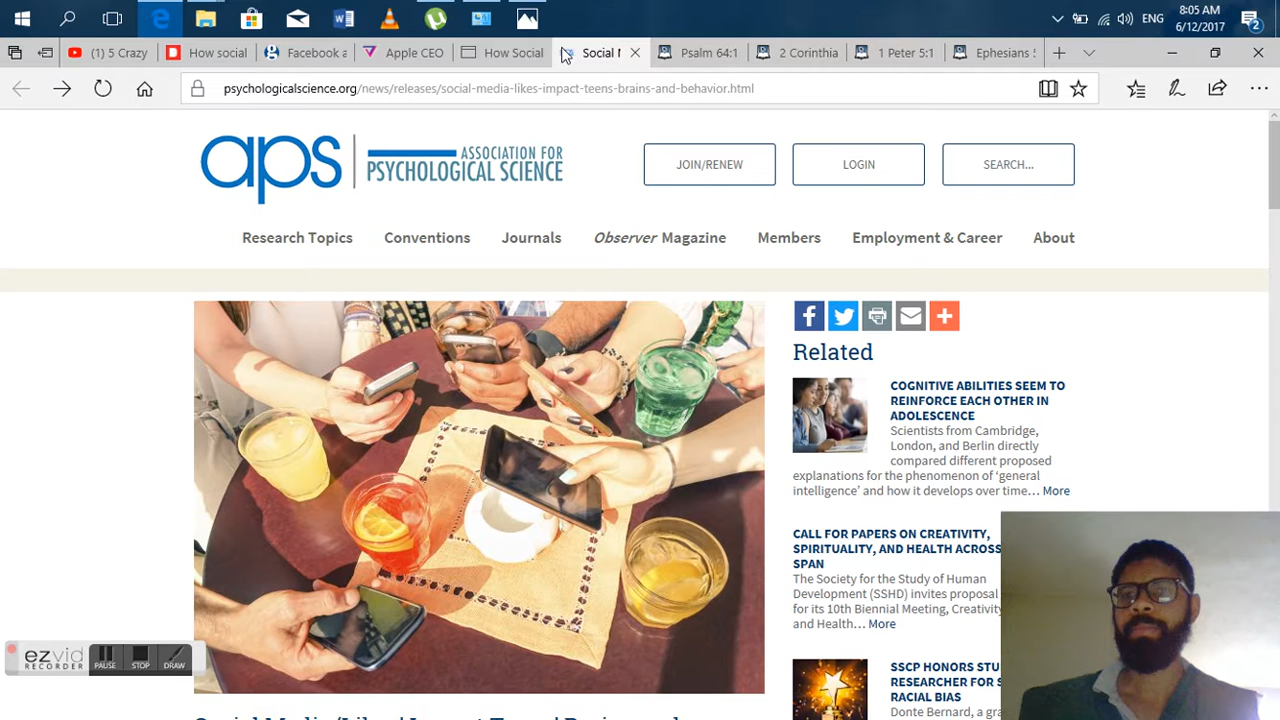 8:05 AM
ENG
6/12/2017
2
(1) 5 Crazy
How social
Facebook a
Apple CEO
How Social
Social
Psalm 64:1
2 Corinthia
1 Peter 5:1
Ephesians
psychologicalscience.org/news/releases/social-media-likes-impact-teens-brains-and-behavior.html
aps
ASSOCIATION FOR
PSYCHOLOGICAL SCIENCE
JOIN/RENEW
LOGIN
SEARCH...
Research Topics
Conventions
Journals
Observer Magazine
Members
Employment & Career
About
Related
COGNITIVE ABILITIES SEEM TO
REINFORCE EACH OTHER IN
ADOLESCENCE
Scientists from Cambridge,
London, and Berlin directly
compared different proposed
explanations for the phenomenon of ‘general
intelligence’ and how it develops over time… More
CALL FOR PAPERS ON CREATIVITY,
SPIRITUALITY, AND HEALTH ACROSS
SPAN
The Society for the Study of Human
Development (SSHD) invites proposal
for its 10th Biennial Meeting, Creativity
and Health… More
SSCP HONORS STU
RESEARCHER FOR S
RACIAL BIAS
Donte Bernard, a gra
ezvid
RECORDER
PAUSE
STOP
DRAW